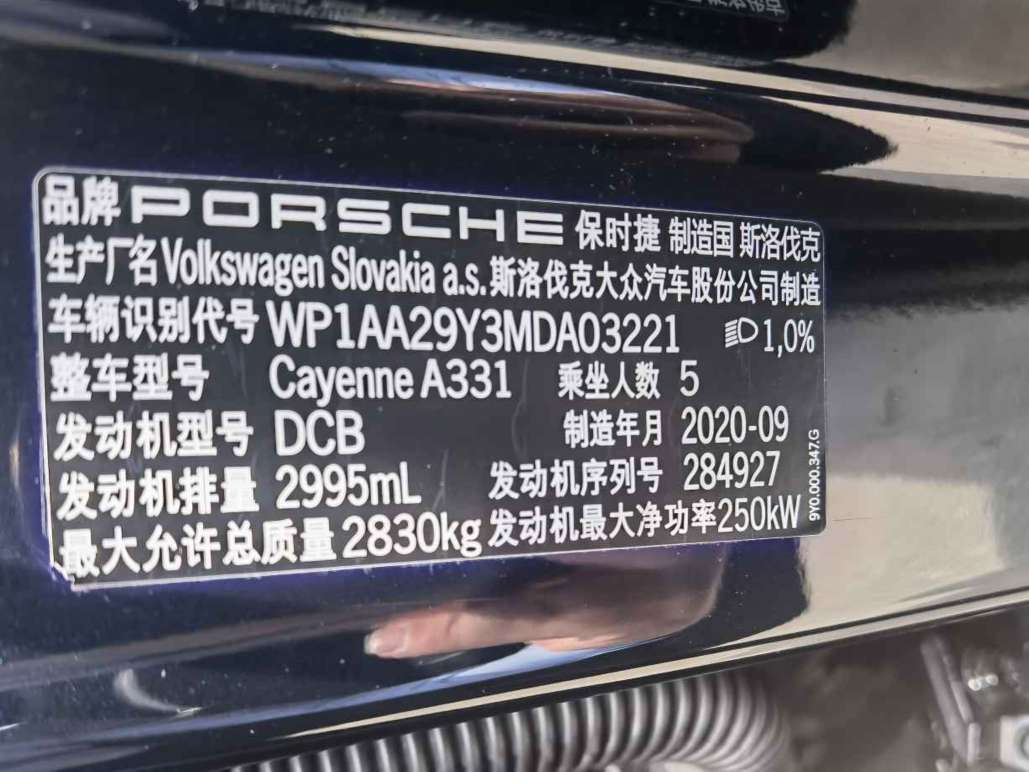 品牌 PORSCHE 保时捷 制造国 斯洛伐克
生产厂名 Volkswagen Slovakia a.s. 斯洛伐克大众汽车股份公司制造
车辆识别代号 WP1AA29Y3MDA03221 1,0%
整车型号 Cayenne A331 乘坐人数 5
发动机型号 DCB 制造年月 2020-09
发动机排量 2995mL 发动机序列号 284927
最大允许总质量 2830kg 发动机最大净功率 250kW
9Y0.000.347.G